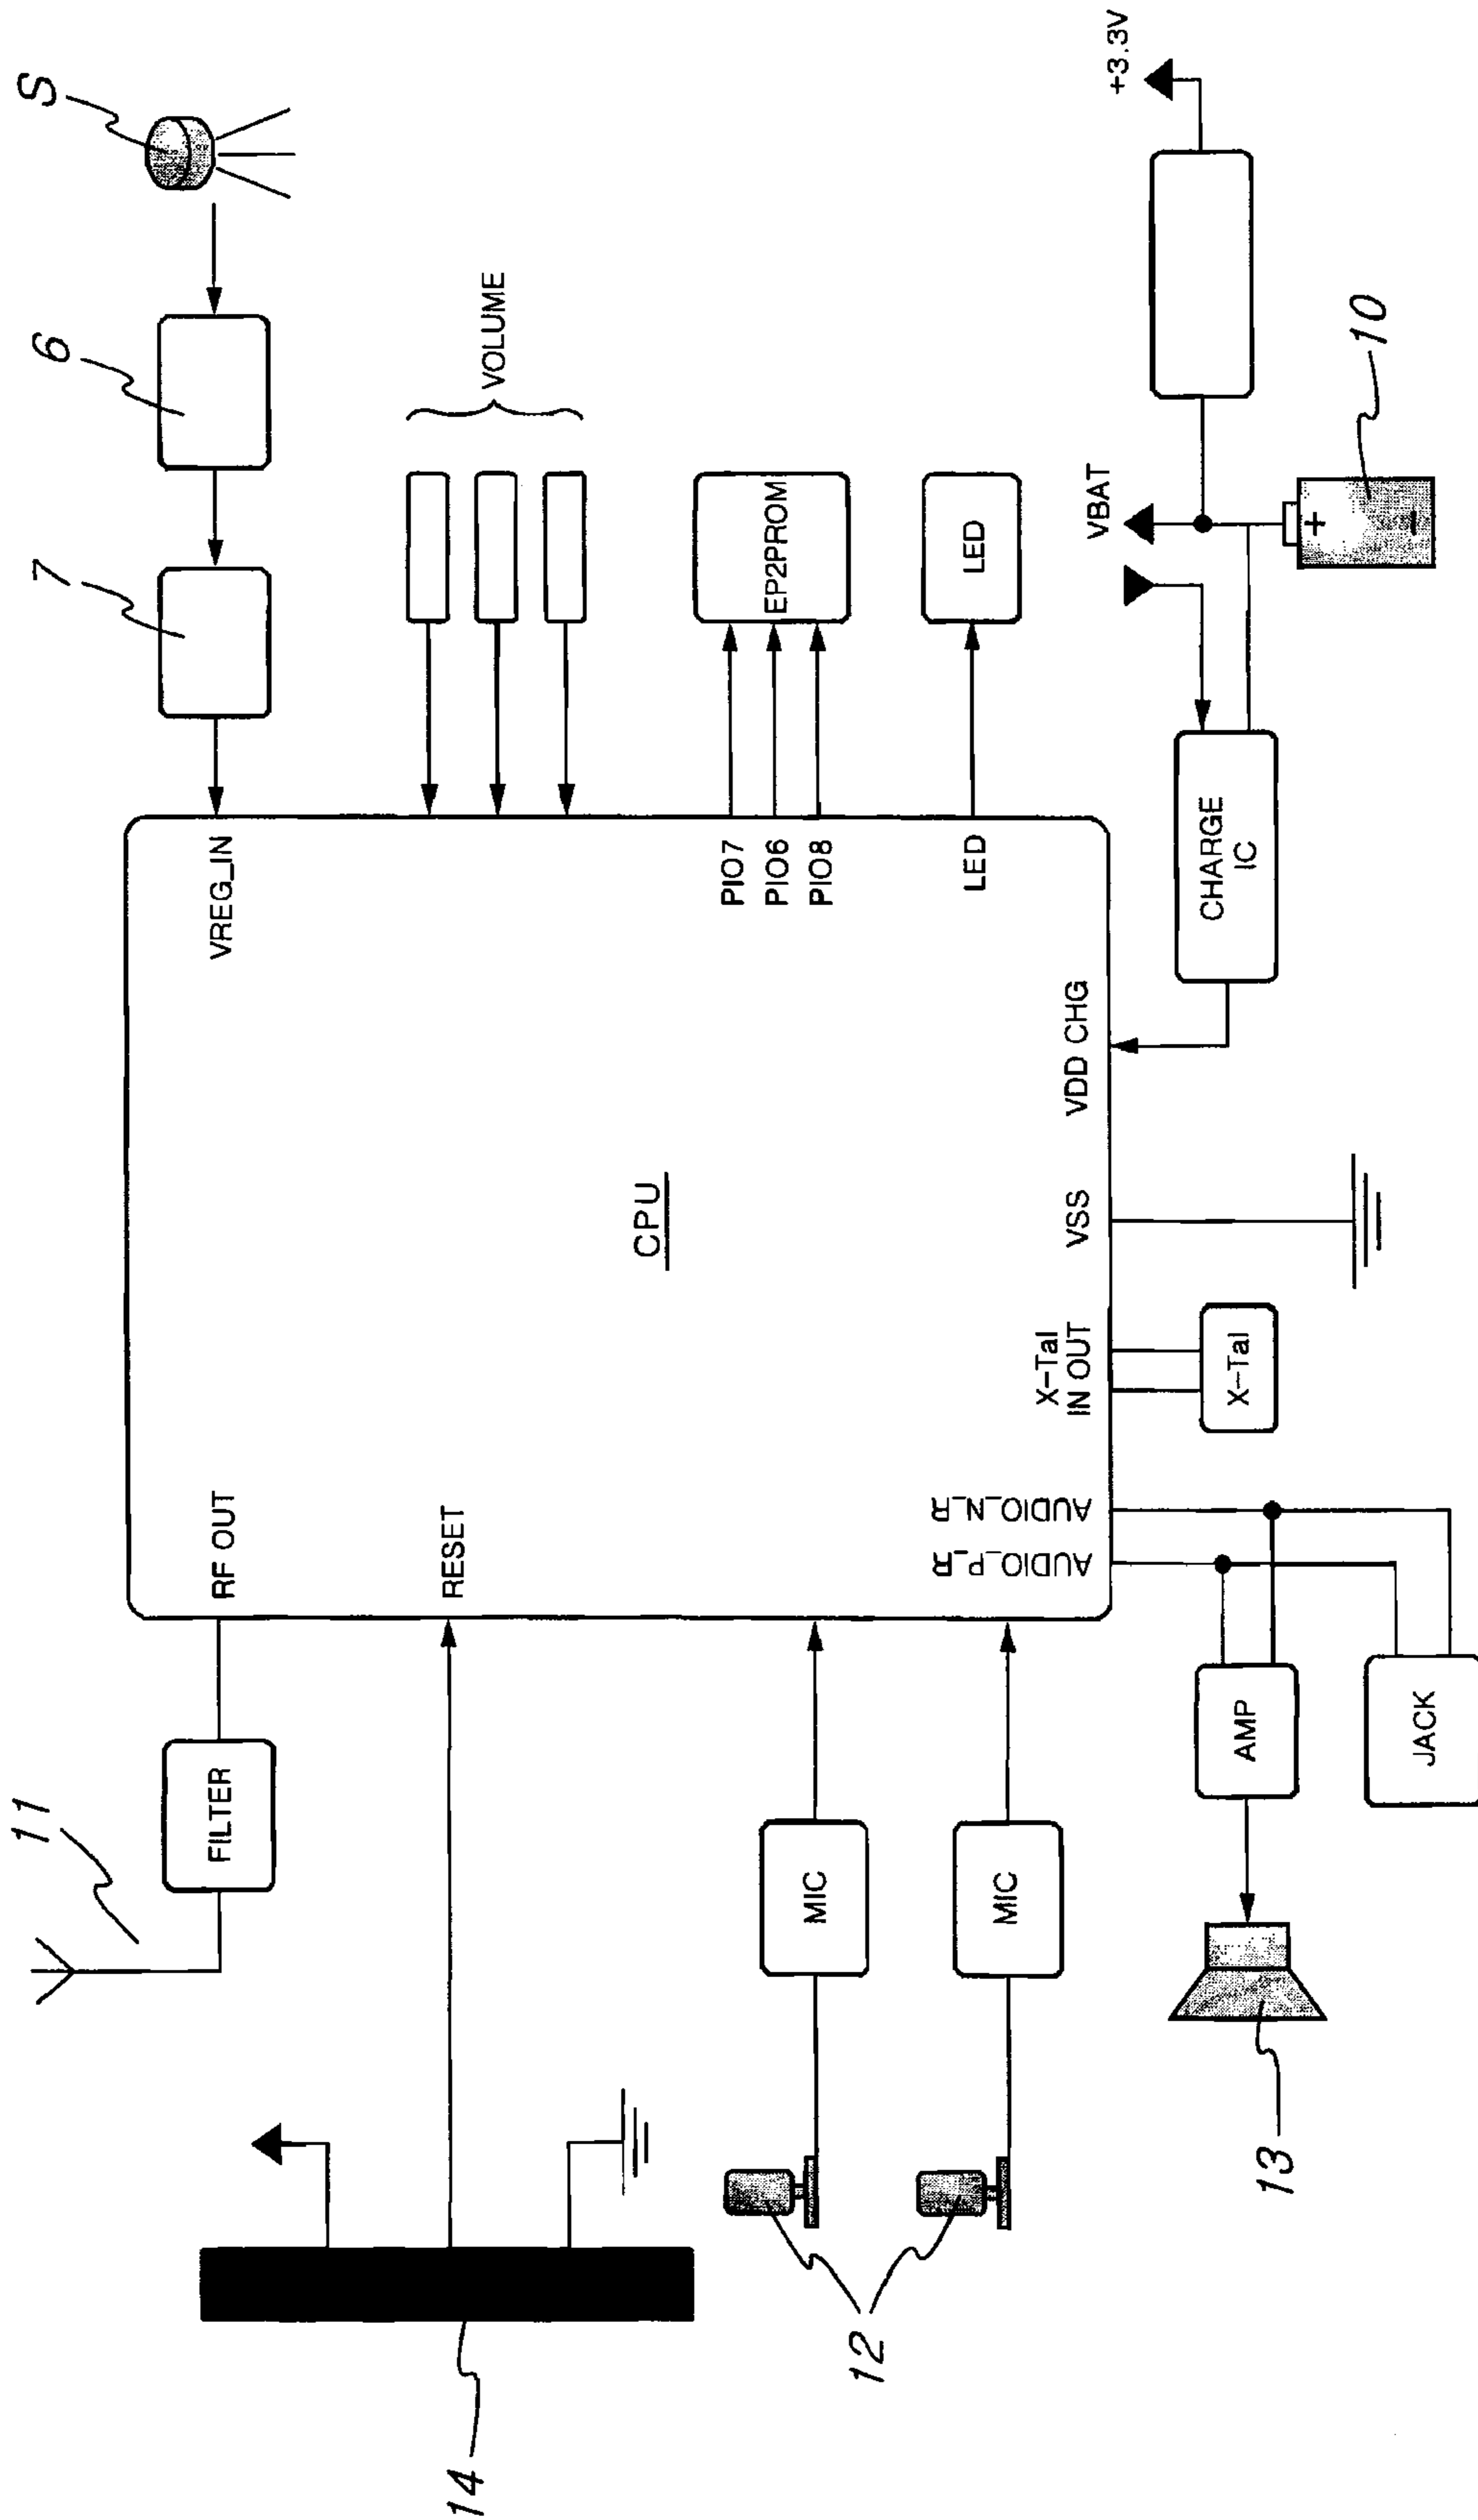 11
FILTER
RF OUT
VREG_IN
7
6
S
14
RESET
VOLUME
CPU
12
MIC
PIO7
PIO6
PIO8
EP2PROM
MIC
LED
LED
AUDIO_P_R
AUDIO_N_R
X-Tal
IN OUT
VSS
VDD CHG
VBAT
+3.3V
13
AMP
X-Tal
CHARGE
IC
+
-
10
JACK